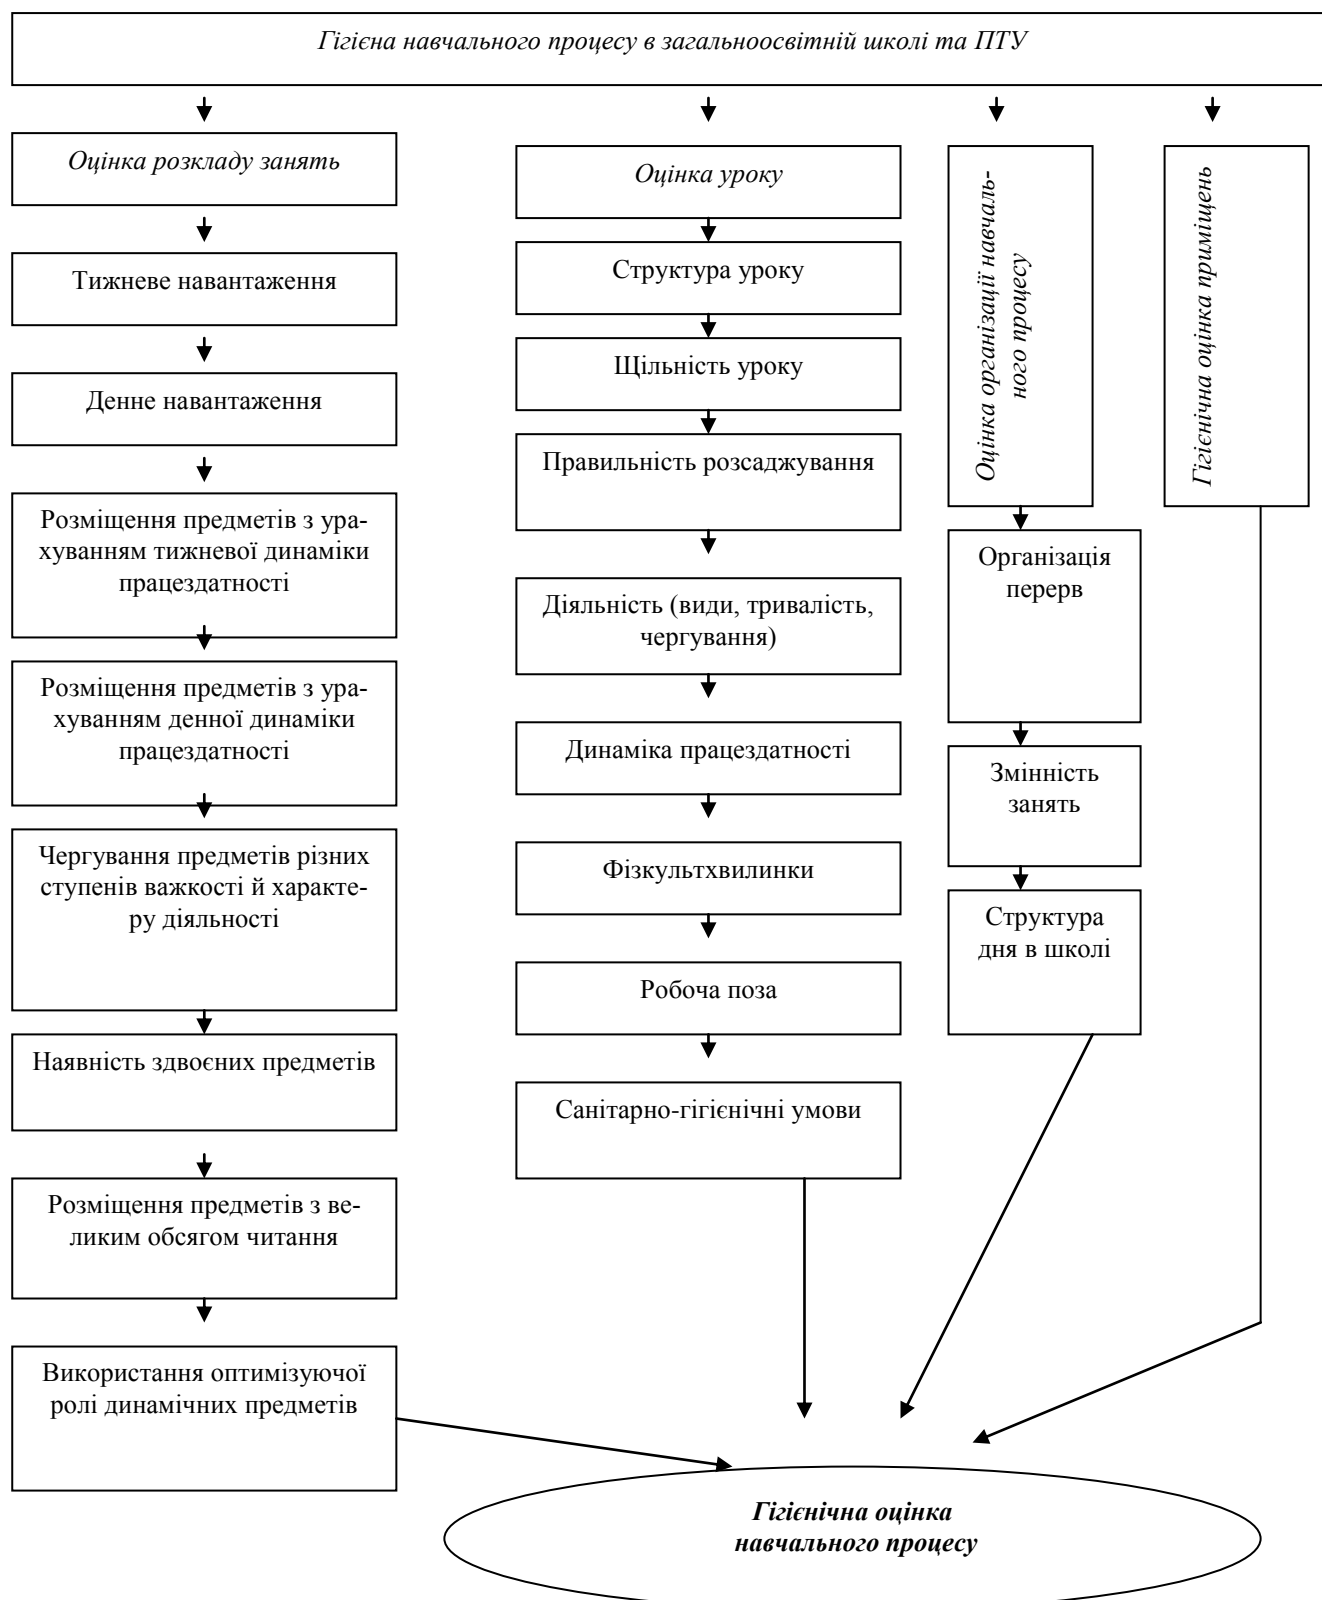 Гігієна навчального процесу в загальноосвітній школі та ПТУ
Оцінка розкладу занять
Тижневе навантаження
Денне навантаження
Розміщення предметів з ура-
хуванням тижневої динаміки
працездатності
Розміщення предметів з ура-
хуванням денної динаміки
працездатності
Чергування предметів різних
ступенів важкості й характе-
ру діяльності
Наявність здвоєних предметів
Розміщення предметів з ве-
ликим обсягом читання
Використання оптимізуючої
ролі динамічних предметів
Оцінка уроку
Структура уроку
Щільність уроку
Правильність розсаджування
Діяльність (види, тривалість,
чергування)
Динаміка працездатності
Фізкультхвилинки
Робоча поза
Санітарно-гігієнічні умови
Оцінка організації навчаль-
ного процесу
Організація
перерв
Змінність
занять
Структура
дня в школі
Гігієнічна оцінка приміщень
Гігієнічна оцінка
навчального процесу